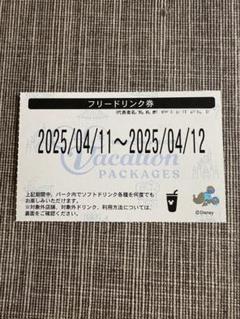 フリードリンク券
2025/04/11～2025/04/12
Vacation
PACKAGES
上記期間中、パーク内でソフトドリンク各種を何度でも
お楽しみいただけます。
※対象外店舗、対象外ドリンク、利用方法については、
裏面をご確認ください。
©Disney